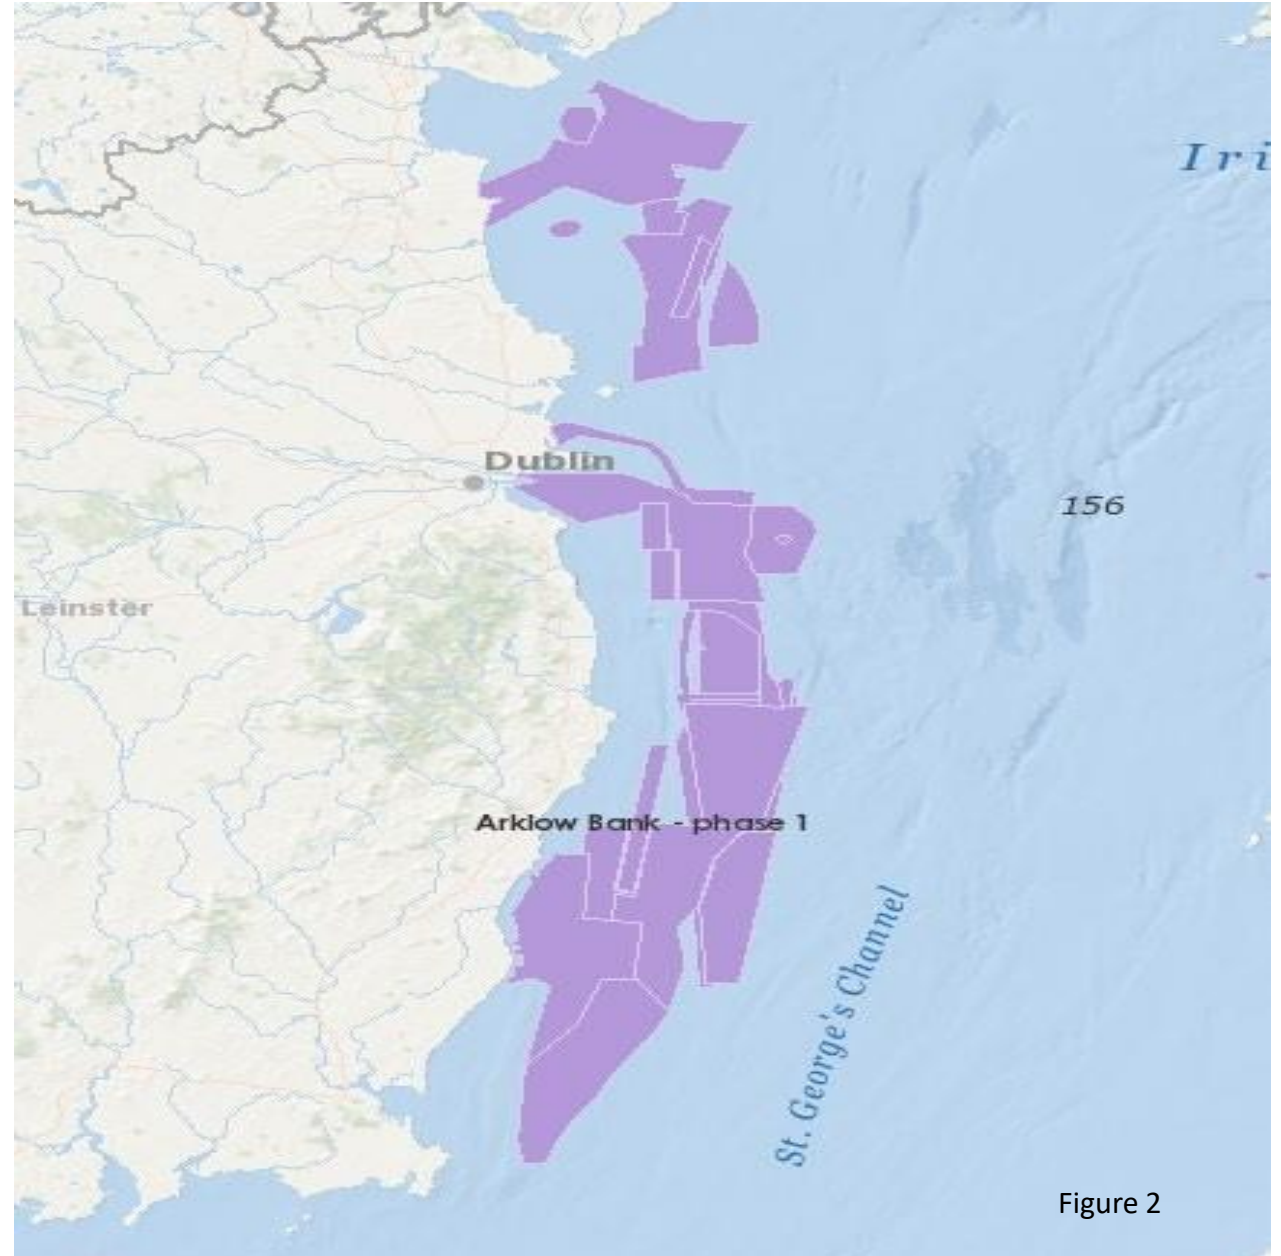 Iri
Dublin
156
Leinster
Arklow Bank - phase 1
St. George's Channel
Figure 2